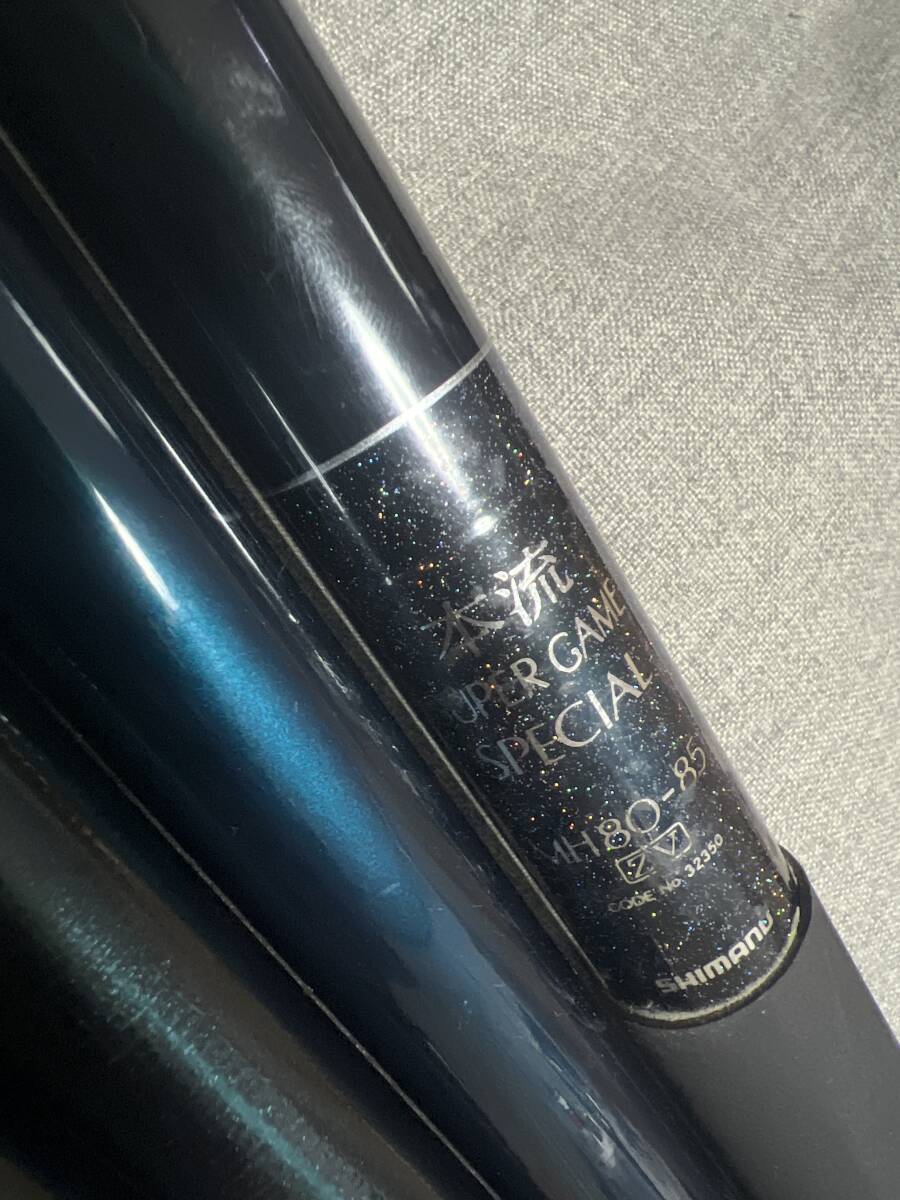 本流
SUPER GAME
SPECIAL
MH80-85
ZV
CODE No. 32350
SHIMANO